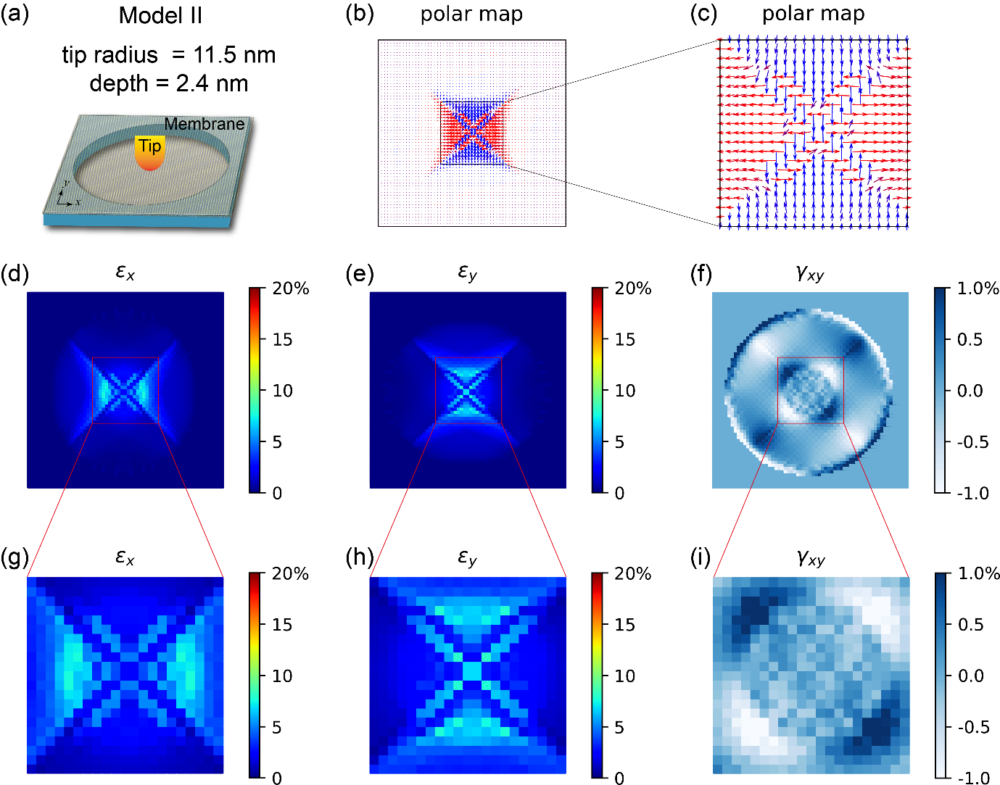 (a)
Model II
tip radius = 11.5 nm
depth = 2.4 nm
Membrane
Tip
y
x
(b)
polar map
(c)
polar map
(d)
εx
20%
15
10
5
0
(e)
εy
20%
15
10
5
0
(f)
γxy
1.0%
0.5
0.0
-0.5
-1.0
(g)
εx
20%
15
10
5
0
(h)
εy
20%
15
10
5
0
(i)
γxy
1.0%
0.5
0.0
-0.5
-1.0